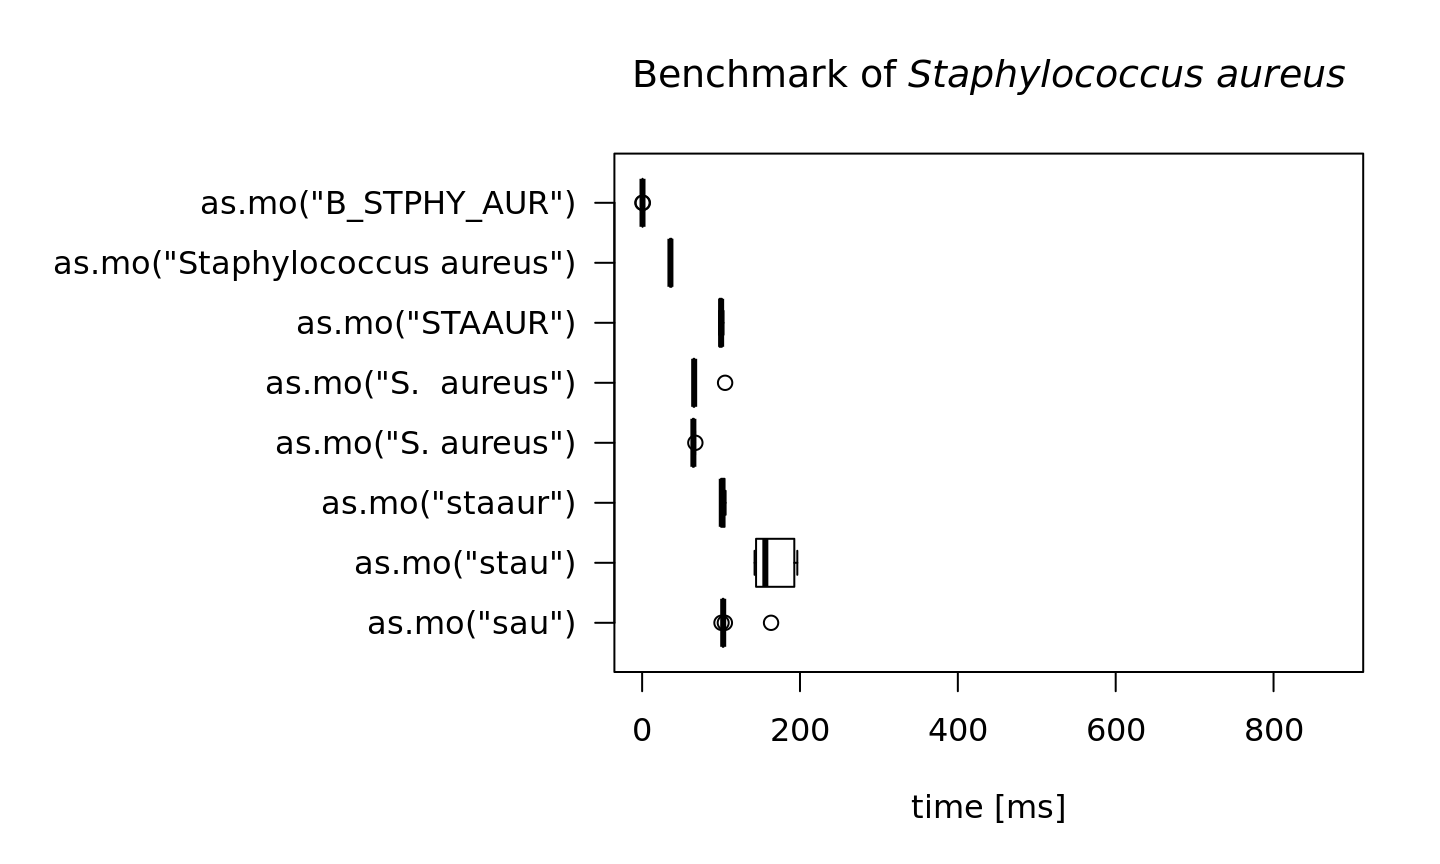 Benchmark of Staphylococcus aureus
as.mo("B_STPHY_AUR")
as.mo("Staphylococcus aureus")
as.mo("STAAUR")
as.mo("S.  aureus")
as.mo("S. aureus")
as.mo("staaur")
as.mo("stau")
as.mo("sau")
0 200 400 600 800
time [ms]